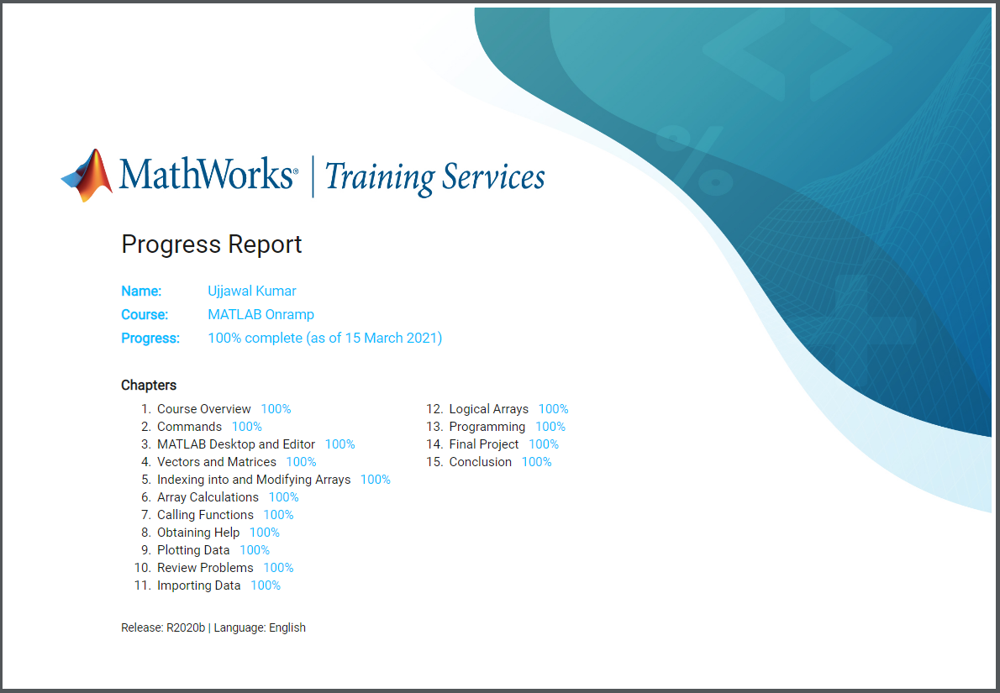 MathWorks® | Training Services
Progress Report
Name: Ujjawal Kumar
Course: MATLAB Onramp
Progress: 100% complete (as of 15 March 2021)
Chapters
1. Course Overview 100%
2. Commands 100%
3. MATLAB Desktop and Editor 100%
4. Vectors and Matrices 100%
5. Indexing into and Modifying Arrays 100%
6. Array Calculations 100%
7. Calling Functions 100%
8. Obtaining Help 100%
9. Plotting Data 100%
10. Review Problems 100%
11. Importing Data 100%
12. Logical Arrays 100%
13. Programming 100%
14. Final Project 100%
15. Conclusion 100%
Release: R2020b | Language: English